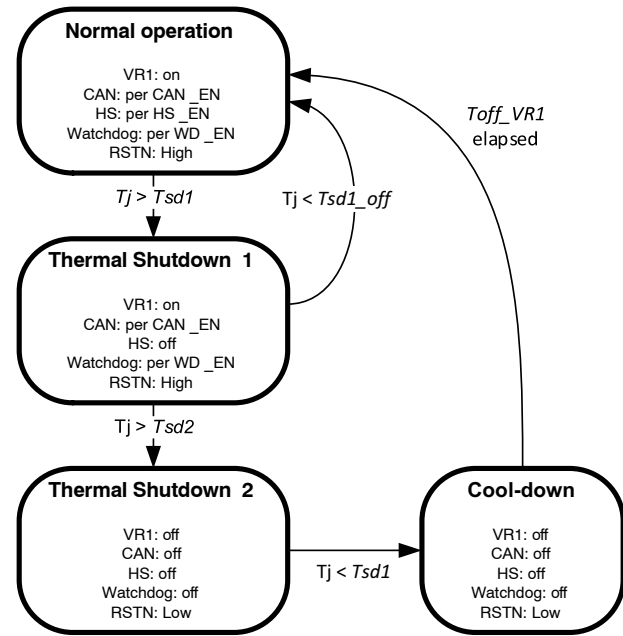 Normal operation
VR1: on
CAN: per CAN _EN
HS: per HS _EN
Watchdog: per WD _EN
RSTN: High
Tj > Tsd1
Thermal Shutdown 1
VR1: on
CAN: per CAN _EN
HS: off
Watchdog: per WD _EN
RSTN: High
Tj < Tsd1_off
Toff_VR1
elapsed
Tj > Tsd2
Thermal Shutdown 2
VR1: off
CAN: off
HS: off
Watchdog: off
RSTN: Low
Tj < Tsd1
Cool-down
VR1: off
CAN: off
HS: off
Watchdog: off
RSTN: Low